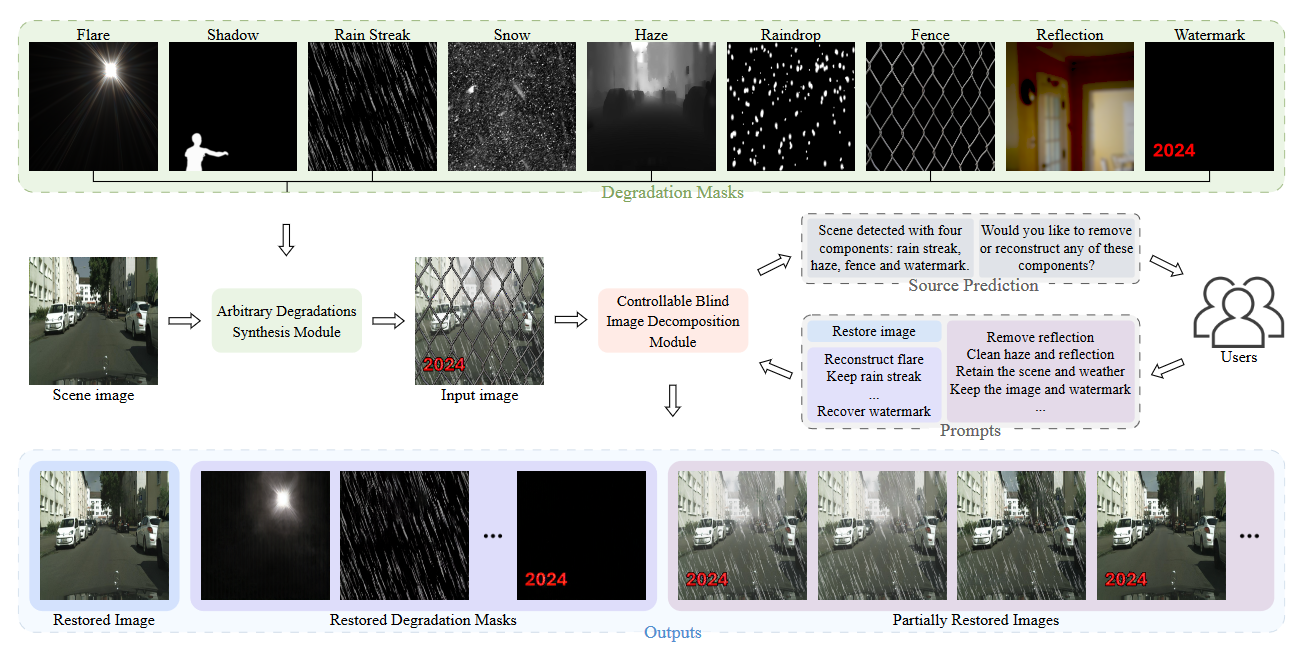 Flare
Shadow
Rain Streak
Snow
Haze
Raindrop
Fence
Reflection
Watermark
2024
Degradation Masks
Scene image
Arbitrary Degradations
Synthesis Module
2024
Input image
Controllable Blind
Image Decomposition
Module
Scene detected with four
components: rain streak,
haze, fence and watermark.
Would you like to remove
or reconstruct any of these
components?
Source Prediction
Users
Restore image
Reconstruct flare
Keep rain streak
...
Recover watermark
Remove reflection
Clean haze and reflection
Retain the scene and weather
Keep the image and watermark
...
Prompts
Restored Image
...
2024
Restored Degradation Masks
2024
2024
...
Partially Restored Images
Outputs